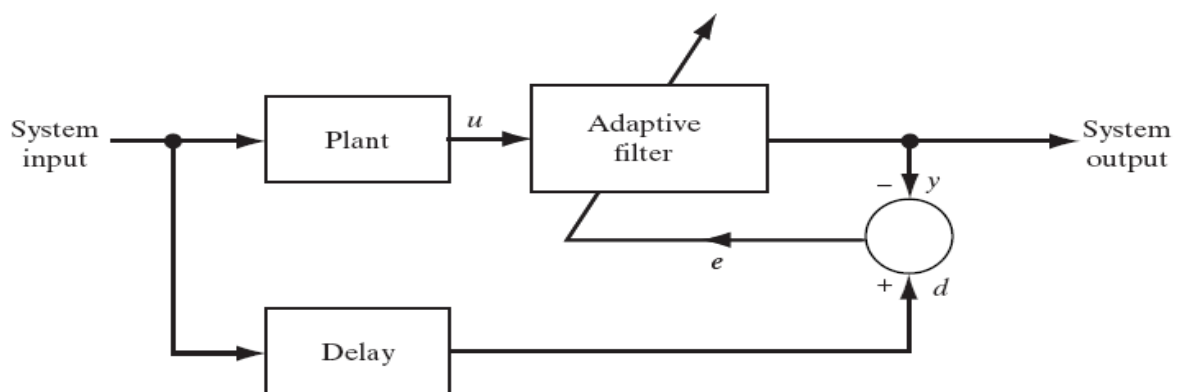 System
input
Plant
u
Adaptive
filter
System
output
−
y
e
+
d
Delay